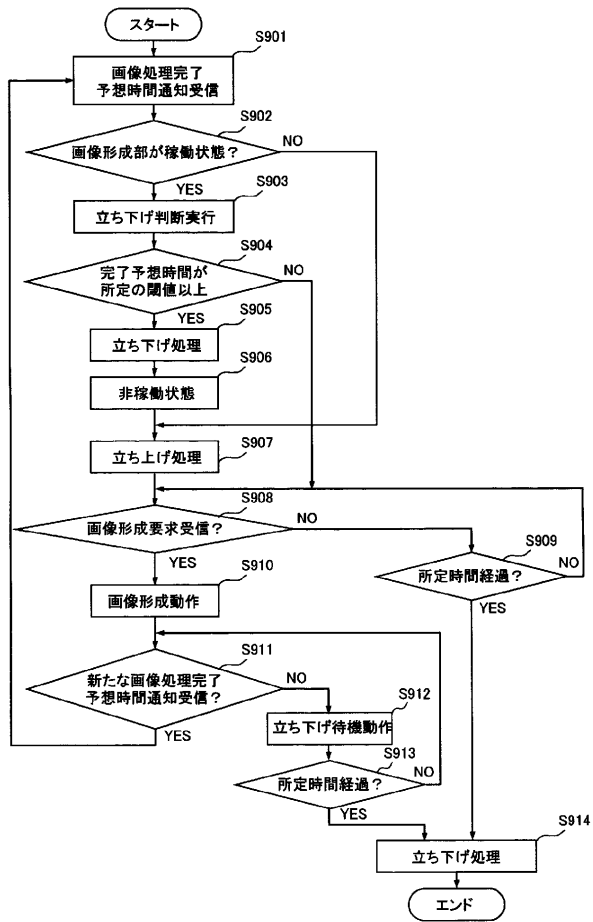 スタート
S901
画像処理完了
予想時間通知受信
S902
画像形成部が稼働状態？
NO
YES
S903
立ち下げ判断実行
S904
完了予想時間が
所定の閾値以上
NO
YES
S905
立ち下げ処理
S906
非稼働状態
S907
立ち上げ処理
S908
画像形成要求受信？
NO
YES
S909
所定時間経過？
NO
YES
S910
画像形成動作
S911
新たな画像処理完了
予想時間通知受信？
NO
YES
S912
立ち下げ待機動作
S913
所定時間経過？
NO
YES
S914
立ち下げ処理
エンド